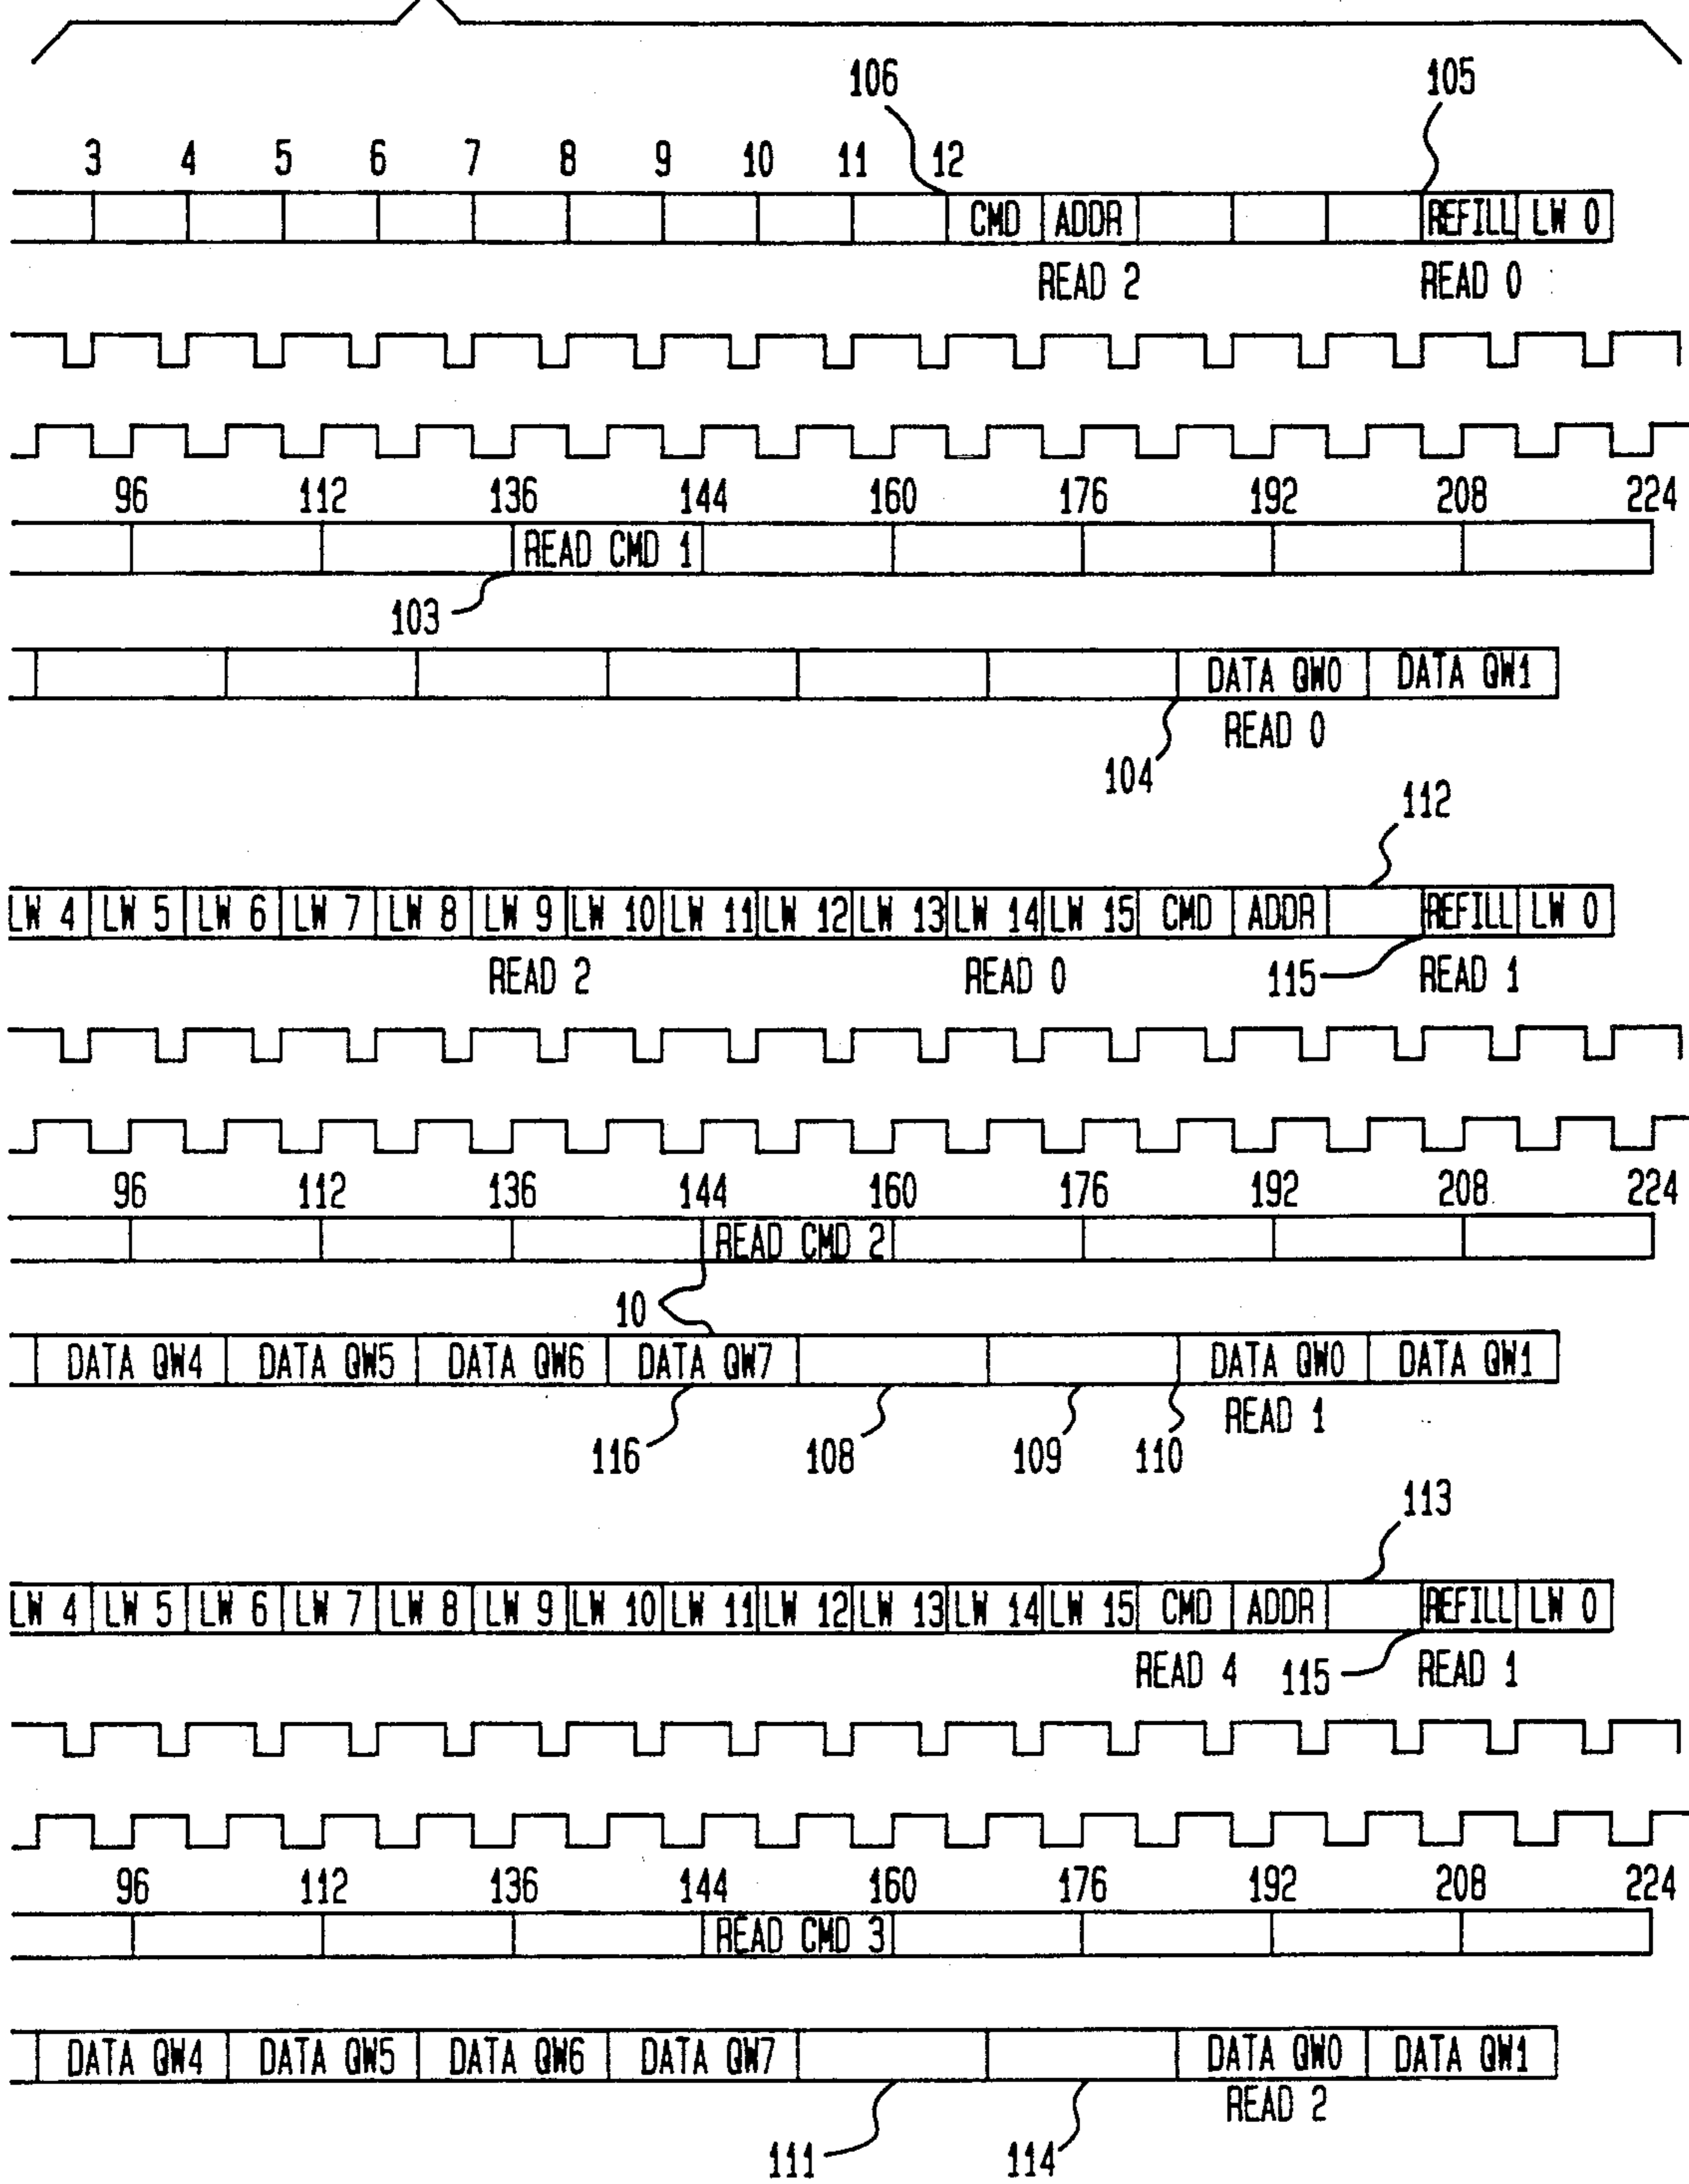 106 105
3 4 5 6 7 8 9 10 11 12
CMD ADDR REFILL LW 0
READ 2 READ 0
96 112 136 144 160 176 192 208 224
READ CMD 1
103
DATA QW0 DATA QW1
READ 0
104
112
LW 4 LW 5 LW 6 LW 7 LW 8 LW 9 LW 10 LW 11 LW 12 LW 13 LW 14 LW 15 CMD ADDR REFILL LW 0
READ 2 READ 0 115 READ 1
96 112 136 144 160 176 192 208 224
READ CMD 2
10
DATA QW4 DATA QW5 DATA QW6 DATA QW7 DATA QW0 DATA QW1
READ 1
116 108 109 110
113
LW 4 LW 5 LW 6 LW 7 LW 8 LW 9 LW 10 LW 11 LW 12 LW 13 LW 14 LW 15 CMD ADDR REFILL LW 0
READ 4 115 READ 1
96 112 136 144 160 176 192 208 224
READ CMD 3
DATA QW4 DATA QW5 DATA QW6 DATA QW7 DATA QW0 DATA QW1
READ 2
111 114